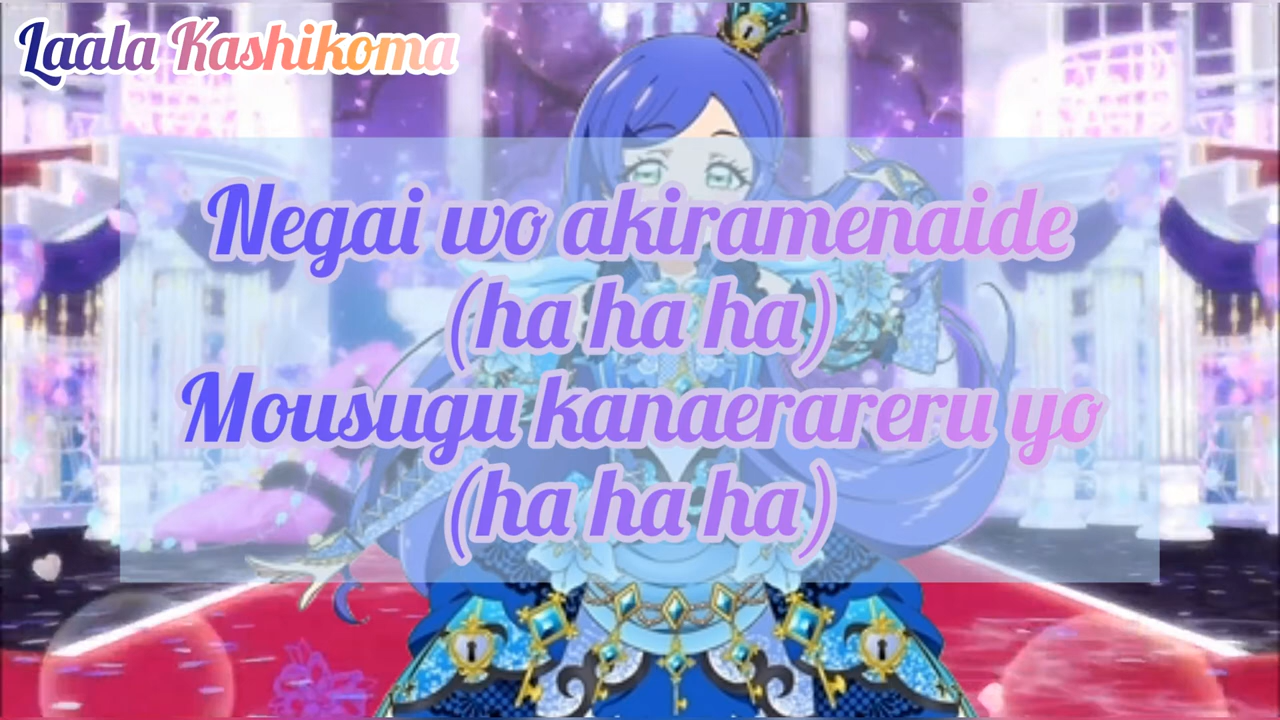 Laala Kashikoma
Negai wo akiramenaide
(ha ha ha)
Mousugu kanaerareru yo
(ha ha ha)